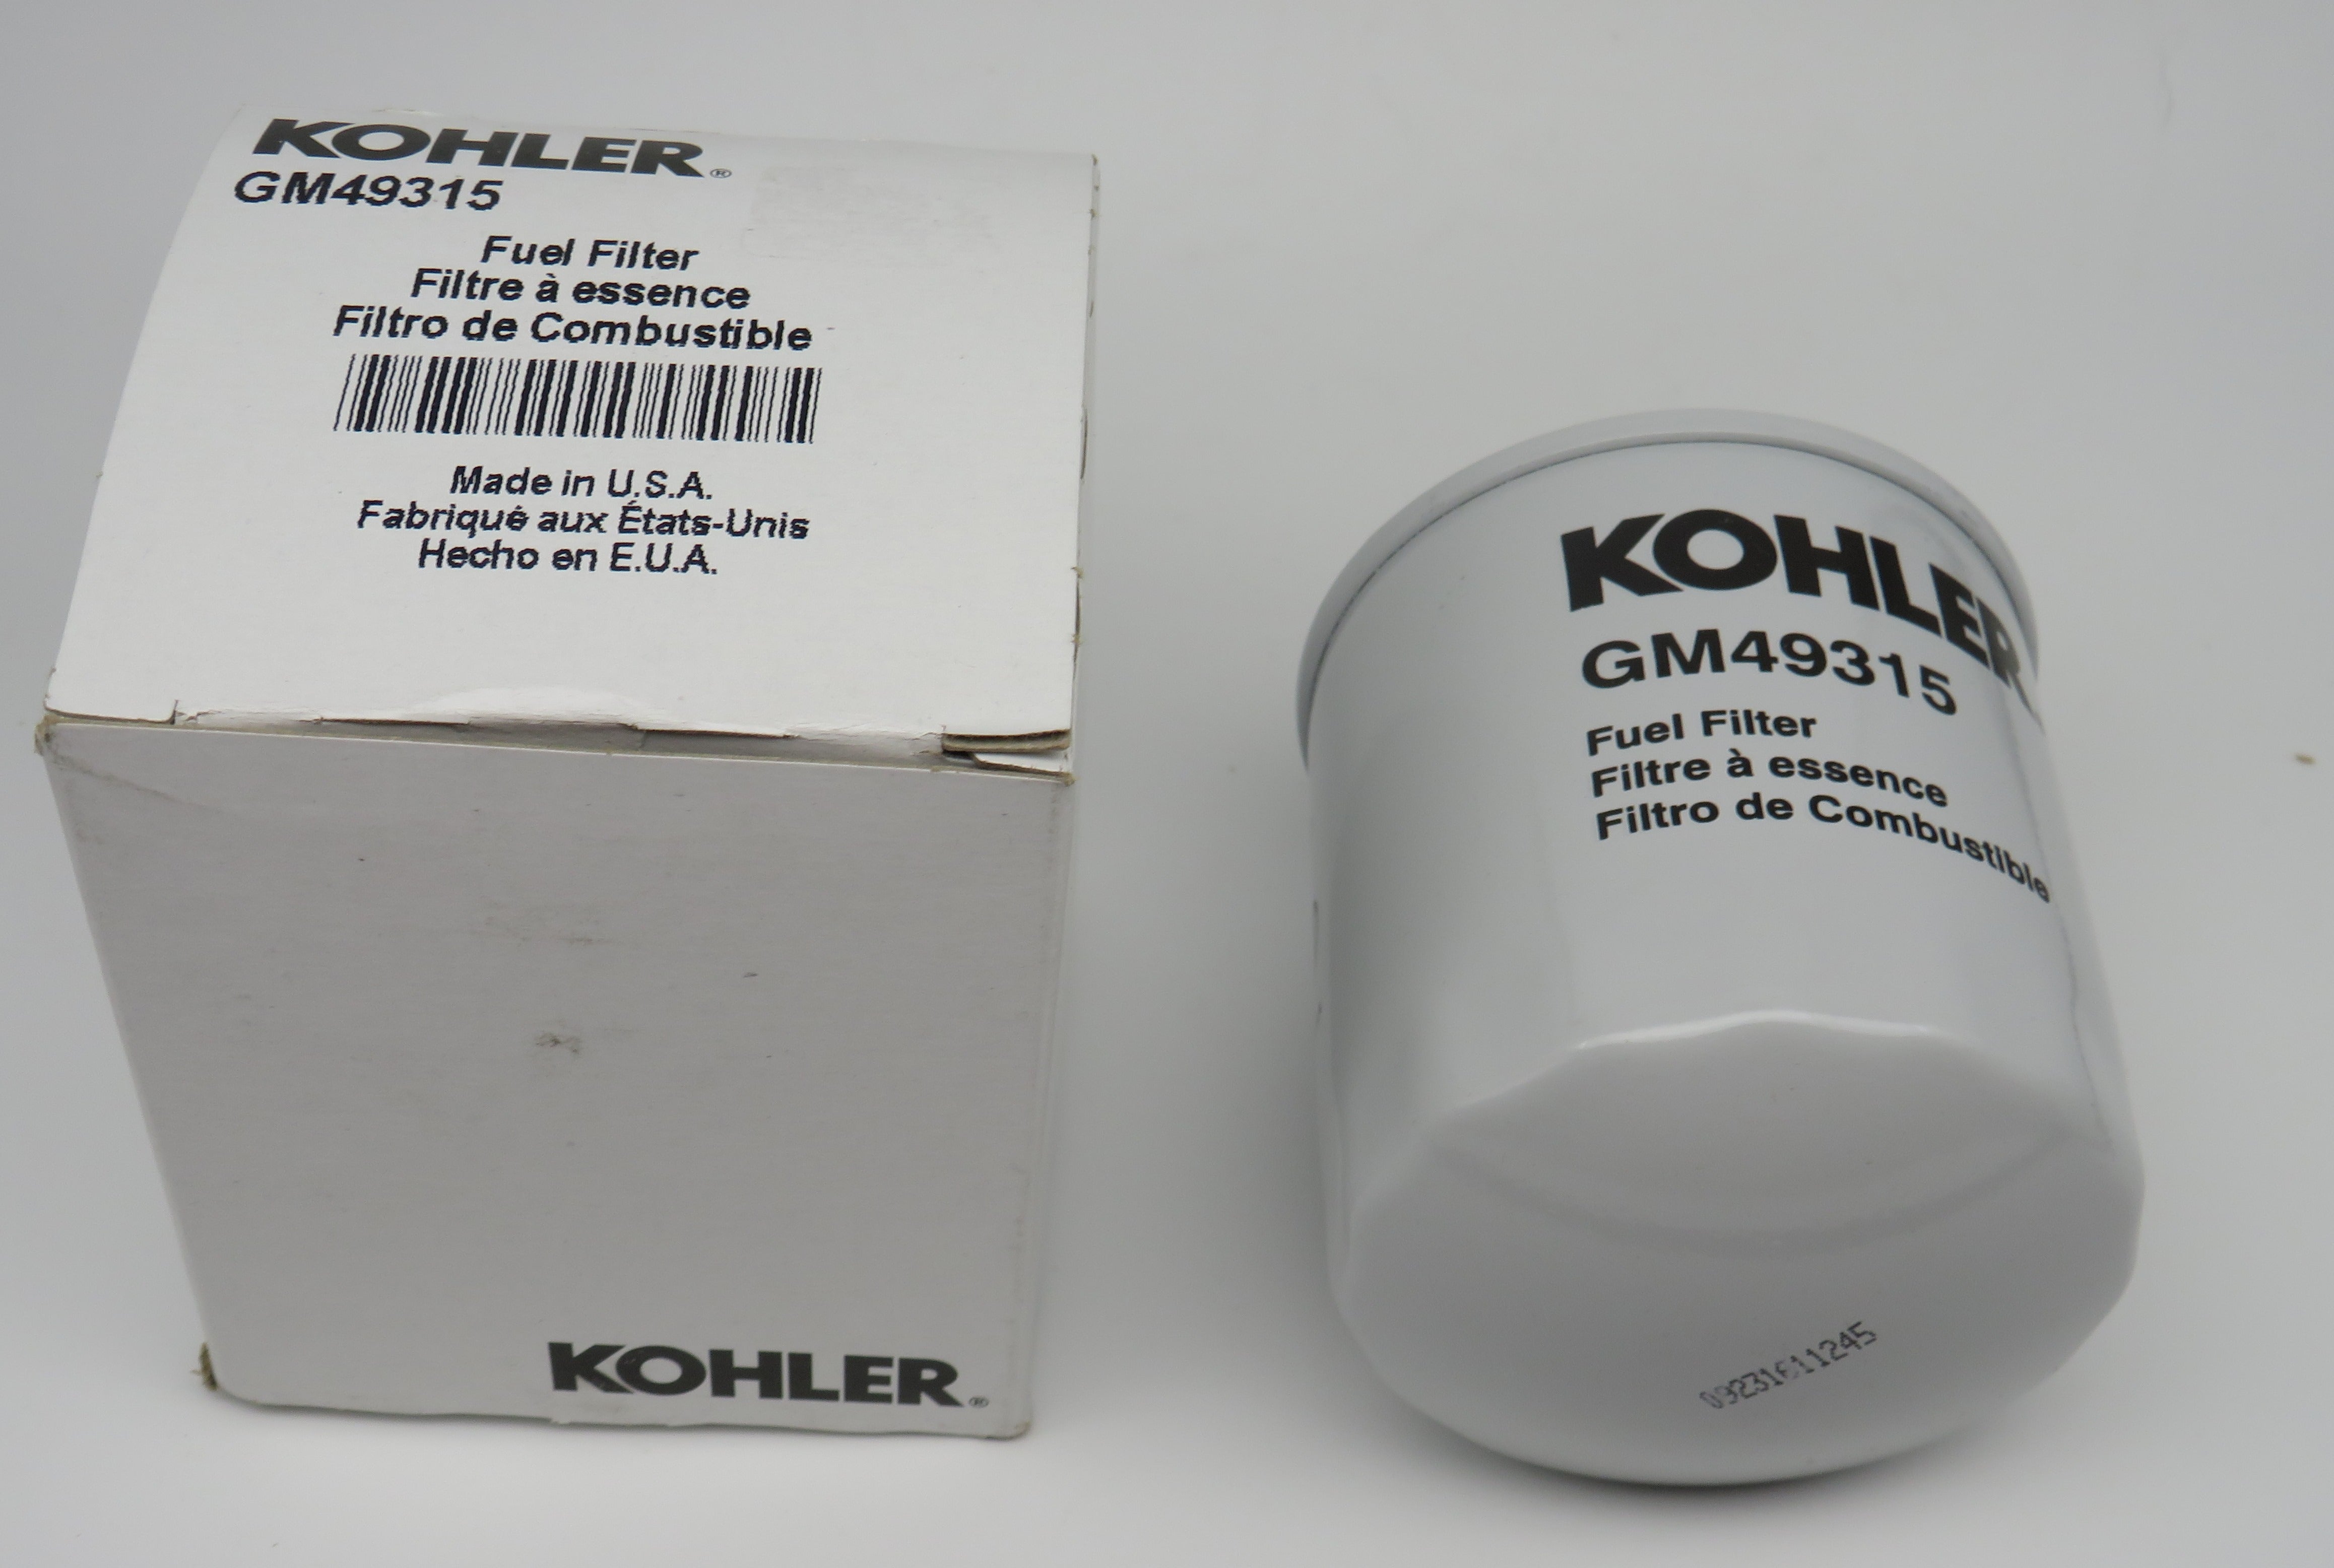 KOHLER®
GM49315
Fuel Filter
Filtre à essence
Filtro de Combustible
Made in U.S.A.
Fabriqué aux États-Unis
Hecho en E.U.A.
KOHLER®
KOHLER
GM49315
Fuel Filter
Filtre à essence
Filtro de Combustible
09231611245